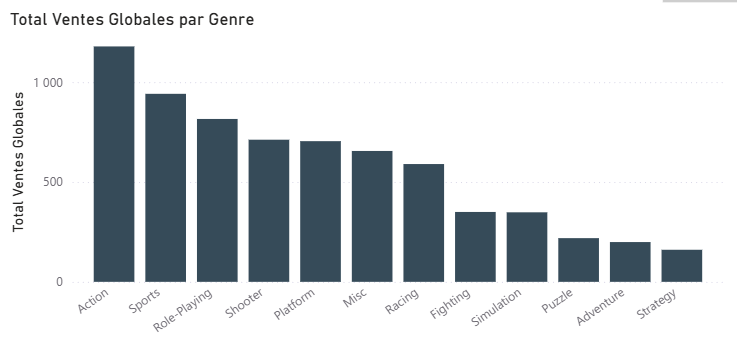 Total Ventes Globales par Genre
Total Ventes Globales
1 000
500
0
Action
Sports
Role-Playing
Shooter
Platform
Misc
Racing
Fighting
Simulation
Puzzle
Adventure
Strategy